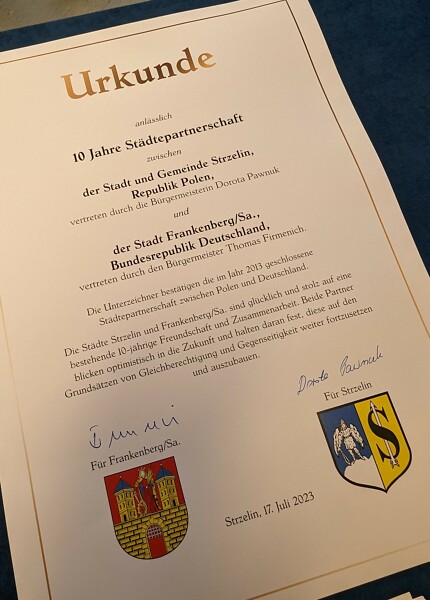 Urkunde
anlässlich
10 Jahre Städtepartnerschaft
zwischen
der Stadt und Gemeinde Strzelin,
Republik Polen,
vertreten durch die Bürgermeisterin Dorota Pawnuk
und
der Stadt Frankenberg/Sa.,
Bundesrepublik Deutschland,
vertreten durch den Bürgermeister Thomas Firmenich.
Die Unterzeichner bestätigen die im Jahr 2013 geschlossene
Städtepartnerschaft zwischen Polen und Deutschland.
Die Städte Strzelin und Frankenberg/Sa. sind glücklich und stolz auf eine
bestehende 10-jährige Freundschaft und Zusammenarbeit. Beide Partner
blicken optimistisch in die Zukunft und halten daran fest, diese auf den
Grundsätzen von Gleichberechtigung und Gegenseitigkeit weiter fortzusetzen
und auszubauen.
Dorota Pawnuk
Für Strzelin
Für Frankenberg/Sa.
S
Strzelin, 17. Juli 2023